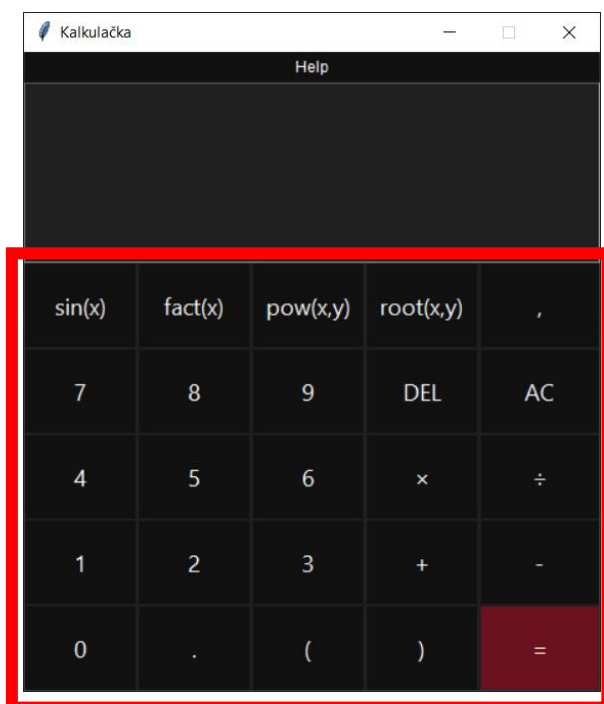 Kalkulačka
Help
sin(x) fact(x) pow(x,y) root(x,y) ,
7 8 9 DEL AC
4 5 6 × ÷
1 2 3 + -
0 . ( ) =